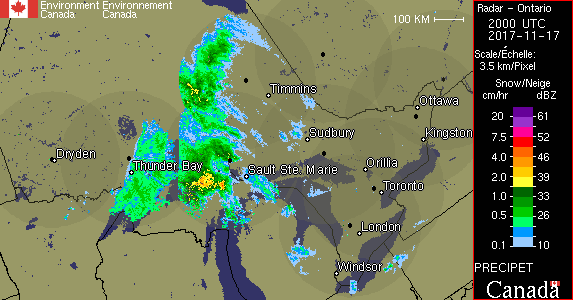 Environment Environnement
Canada Canada
100 KM
Timmins
Ottawa
Sudbury
Kingston
Dryden
Thunder Bay
Sault Ste. Marie
Orillia
Toronto
London
Windsor
Radar - Ontario
2000 UTC
2017-11-17
Scale/Échelle:
3.5 km/Pixel
Snow/Neige
cm/hr dBZ
20 61
7.5 57
5.5 52
4.0 46
2.0 39
1.0 33
0.5 26
0.1 10
PRECIPET
Canada